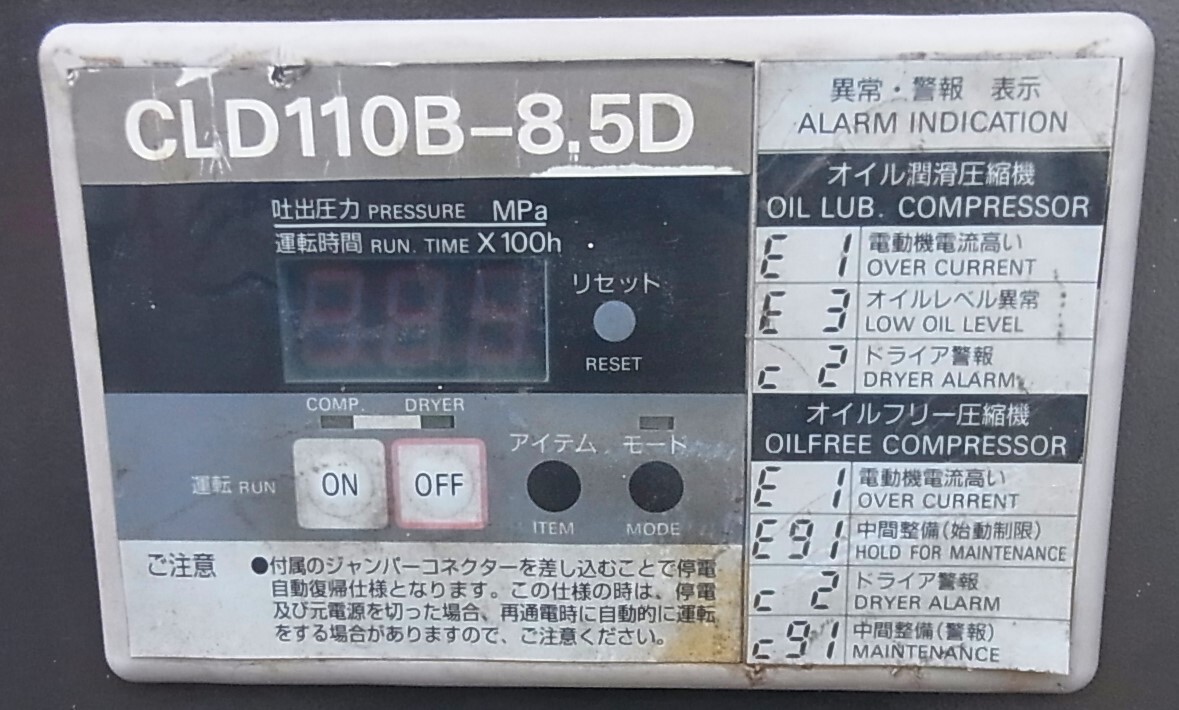 CLD110B-8.5D
吐出圧力 PRESSURE MPa
運転時間 RUN. TIME X100h
リセット
RESET
COMP. DRYER
運転 RUN
ON
OFF
アイテム
ITEM
モード
MODE
ご注意
●付属のジャンパーコネクターを差し込むことで停電
自動復帰仕様となります。この仕様の時は、停電
及び元電源を切った場合、再通電時に自動的に運転
をする場合がありますので、ご注意ください。
異常・警報 表示
ALARM INDICATION
オイル潤滑圧縮機
OIL LUB. COMPRESSOR
E 1 電動機電流高い
OVER CURRENT
E 3 オイルレベル異常
LOW OIL LEVEL
c 2 ドライア警報
DRYER ALARM
オイルフリー圧縮機
OILFREE COMPRESSOR
E 1 電動機電流高い
OVER CURRENT
E91 中間整備(始動制限)
HOLD FOR MAINTENANCE
c 2 ドライア警報
DRYER ALARM
c91 中間整備(警報)
MAINTENANCE